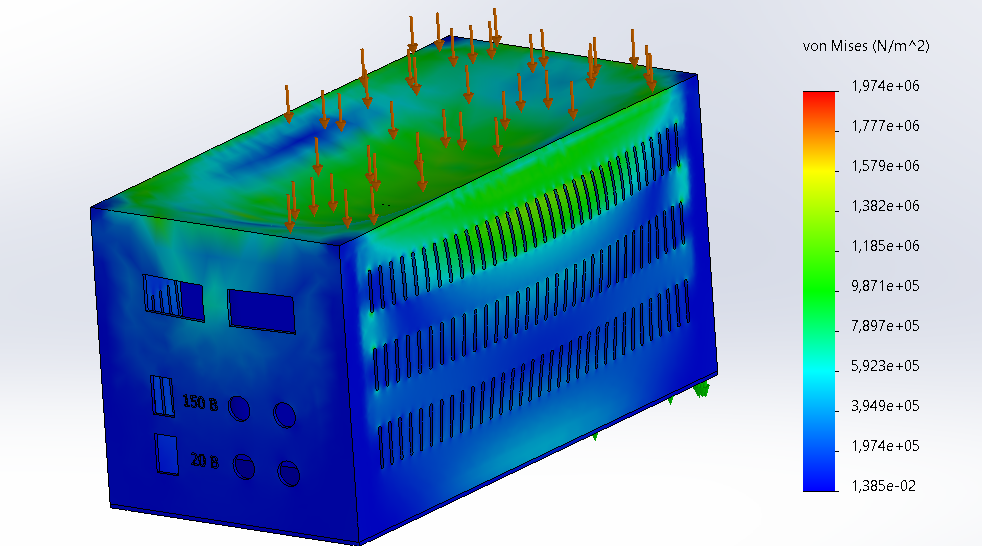 von Mises (N/m^2)
1,974e+06
1,777e+06
1,579e+06
1,382e+06
1,185e+06
9,871e+05
7,897e+05
5,923e+05
3,949e+05
1,974e+05
1,385e-02
150 В
20 В